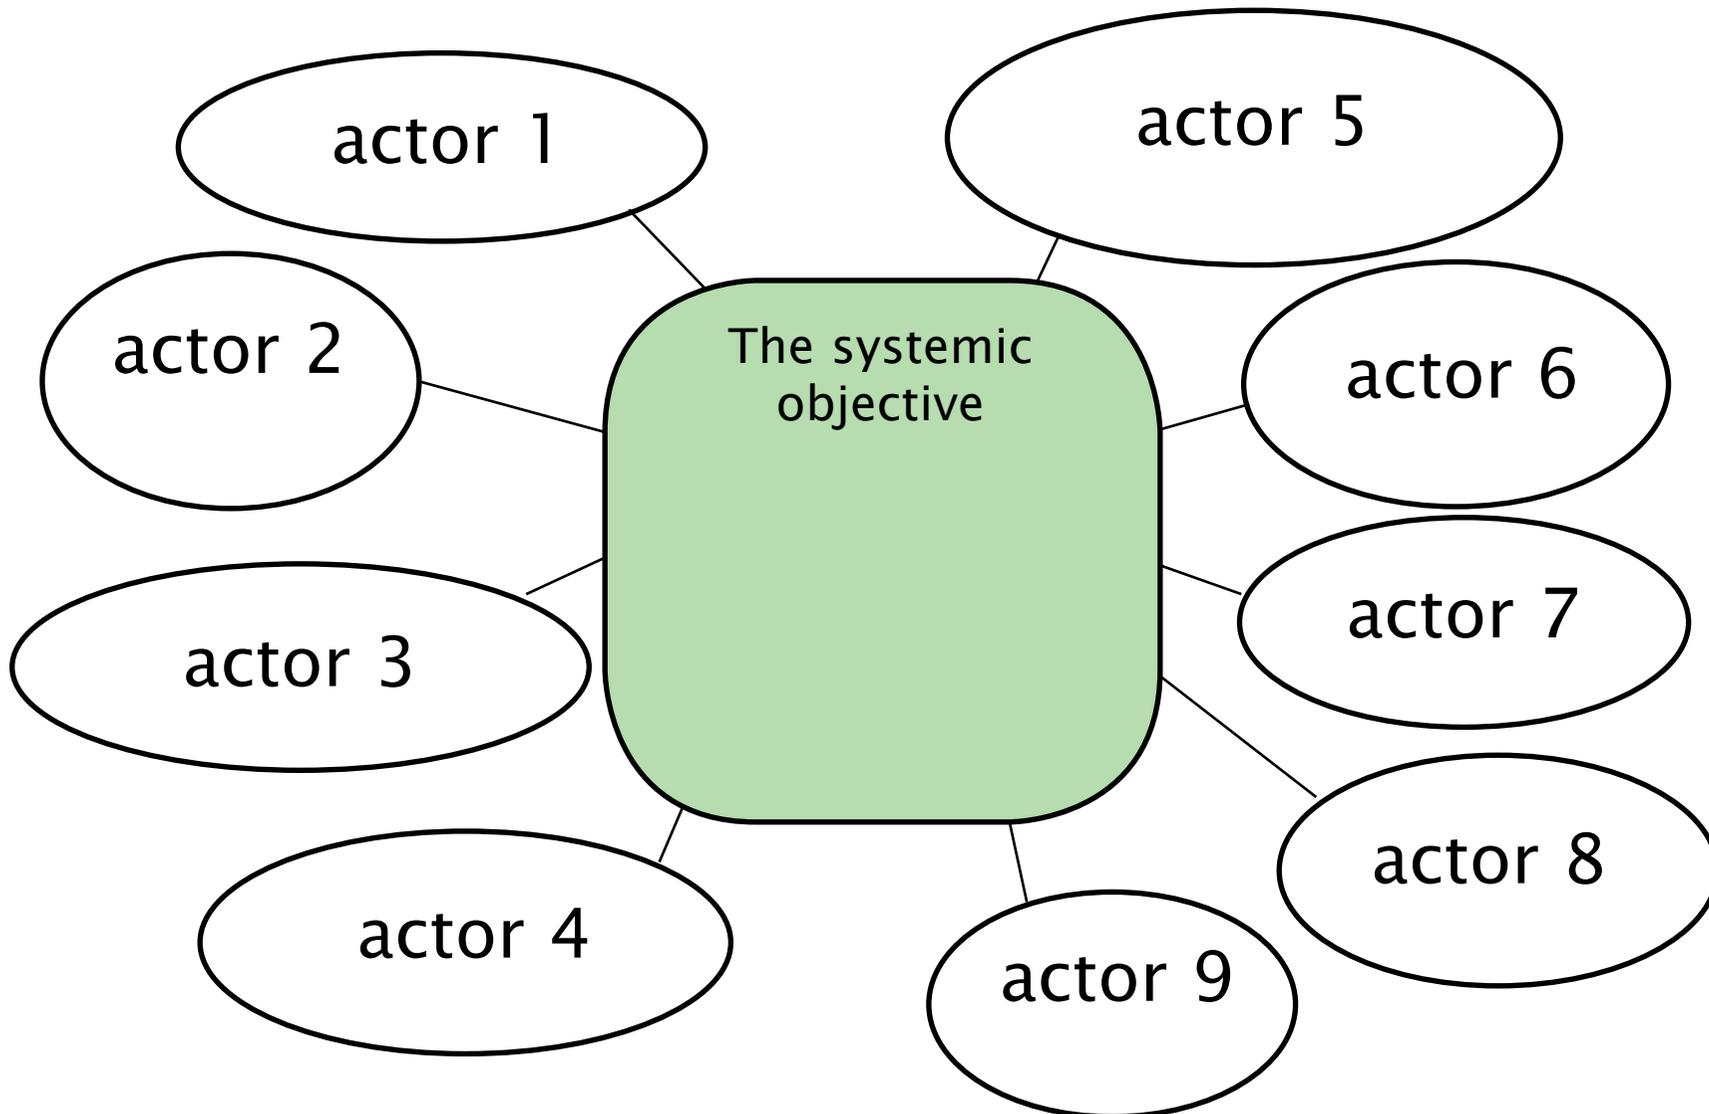 actor 1
actor 5
actor 2
The systemic
objective
actor 6
actor 3
actor 7
actor 4
actor 8
actor 9